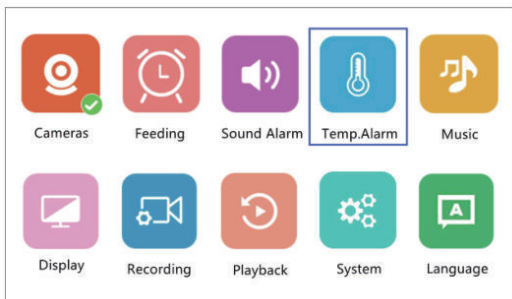 Cameras Feeding Sound Alarm Temp.Alarm Music
A
Display Recording Playback System Language